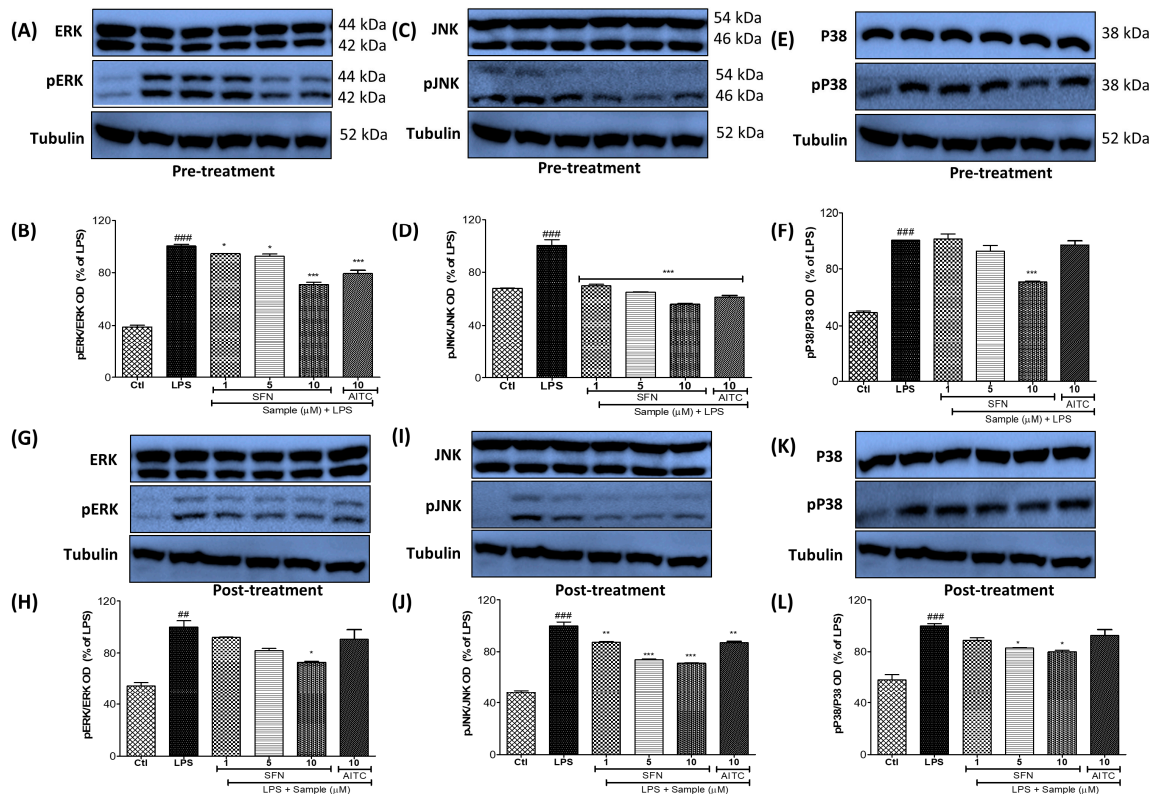 (A)
ERK
44 kDa
42 kDa
pERK
44 kDa
42 kDa
Tubulin
52 kDa
Pre-treatment
(C)
JNK
54 kDa
46 kDa
pJNK
54 kDa
46 kDa
Tubulin
52 kDa
Pre-treatment
(E)
P38
38 kDa
pP38
38 kDa
Tubulin
52 kDa
Pre-treatment
(B)
pERK/ERK OD (% of LPS)
120
80
40
0
###
*
*
***
***
Ctl LPS 1 5 10 10
SFN AITC
Sample (μM) + LPS
(D)
pJNK/JNK OD (% of LPS)
120
80
40
0
###
***
Ctl LPS 1 5 10 10
SFN AITC
Sample (μM) + LPS
(F)
pP38/P38 OD (% of LPS)
120
80
40
0
###
***
Ctl LPS 1 5 10 10
SFN AITC
Sample (μM) + LPS
(G)
ERK
pERK
Tubulin
Post-treatment
(I)
JNK
pJNK
Tubulin
Post-treatment
(K)
P38
pP38
Tubulin
Post-treatment
(H)
pERK/ERK OD (% of LPS)
120
80
40
0
##
*
Ctl LPS 1 5 10 10
SFN AITC
LPS + Sample (μM)
(J)
pJNK/JNK OD (% of LPS)
120
80
40
0
###
**
***
***
**
Ctl LPS 1 5 10 10
SFN AITC
LPS + Sample (μM)
(L)
pP38/P38 OD (% of LPS)
120
80
40
0
###
*
*
Ctl LPS 1 5 10 10
SFN AITC
LPS + Sample (μM)